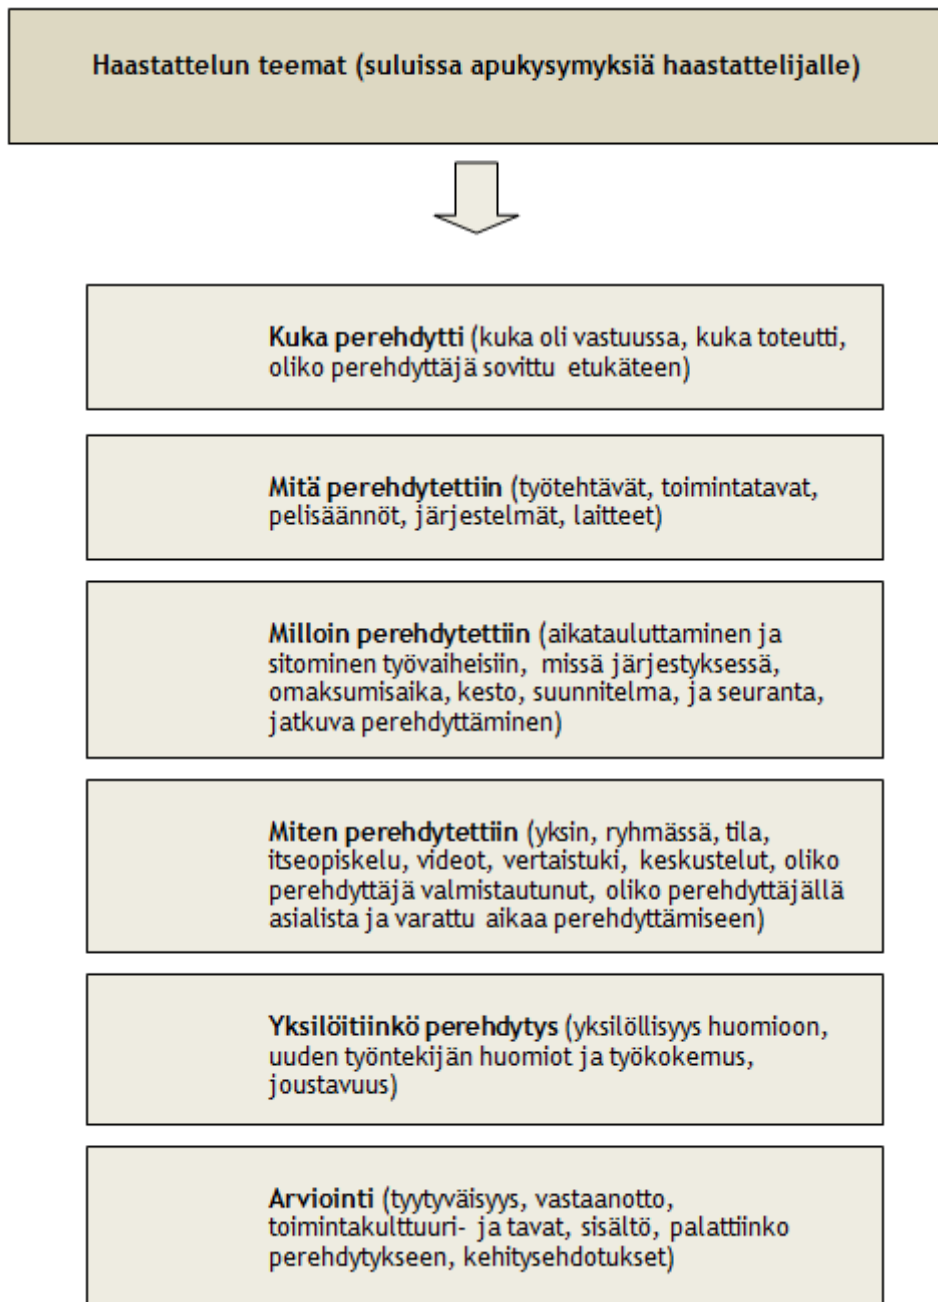 Haastattelun teemat (suluissa apukysymyksiä haastattelijalle)
Kuka perehdytti (kuka oli vastuussa, kuka toteutti,
oliko perehdyttäjä sovittu etukäteen)
Mitä perehdytettiin (työtehtävät, toimintatavat,
pelisäännöt, järjestelmät, laitteet)
Milloin perehdytettiin (aikatauluttaminen ja
sitominen työvaiheisiin, missä järjestyksessä,
omaksumisaika, kesto, suunnitelma, ja seuranta,
jatkuva perehdyttäminen)
Miten perehdytettiin (yksin, ryhmässä, tila,
itseopiskelu, videot, vertaistuki, keskustelut, oliko
perehdyttäjä valmistautunut, oliko perehdyttäjällä
asialista ja varattu aikaa perehdyttämiseen)
Yksilöitiinkö perehdytys (yksilöllisyys huomioon,
uuden työntekijän huomiot ja työkokemus,
joustavuus)
Arviointi (tyytyväisyys, vastaanotto,
toimintakulttuuri- ja tavat, sisältö, palattiinko
perehdytykseen, kehitysehdotukset)